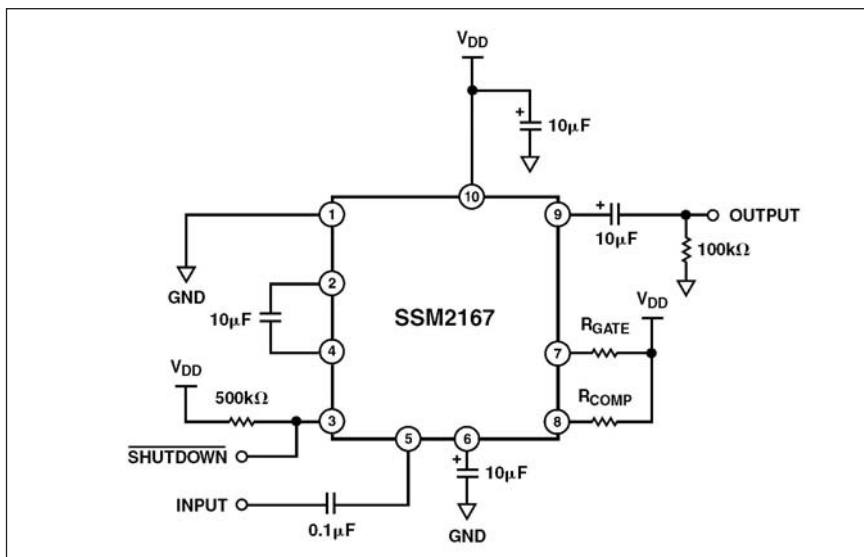 VDD
+
10µF
10
1
9
+
10µF
OUTPUT
100kΩ
GND
2
10µF
4
SSM2167
VDD
RGATE
7
RCOMP
8
VDD
500kΩ
3
SHUTDOWN
5
6
+
10µF
GND
INPUT
0.1µF